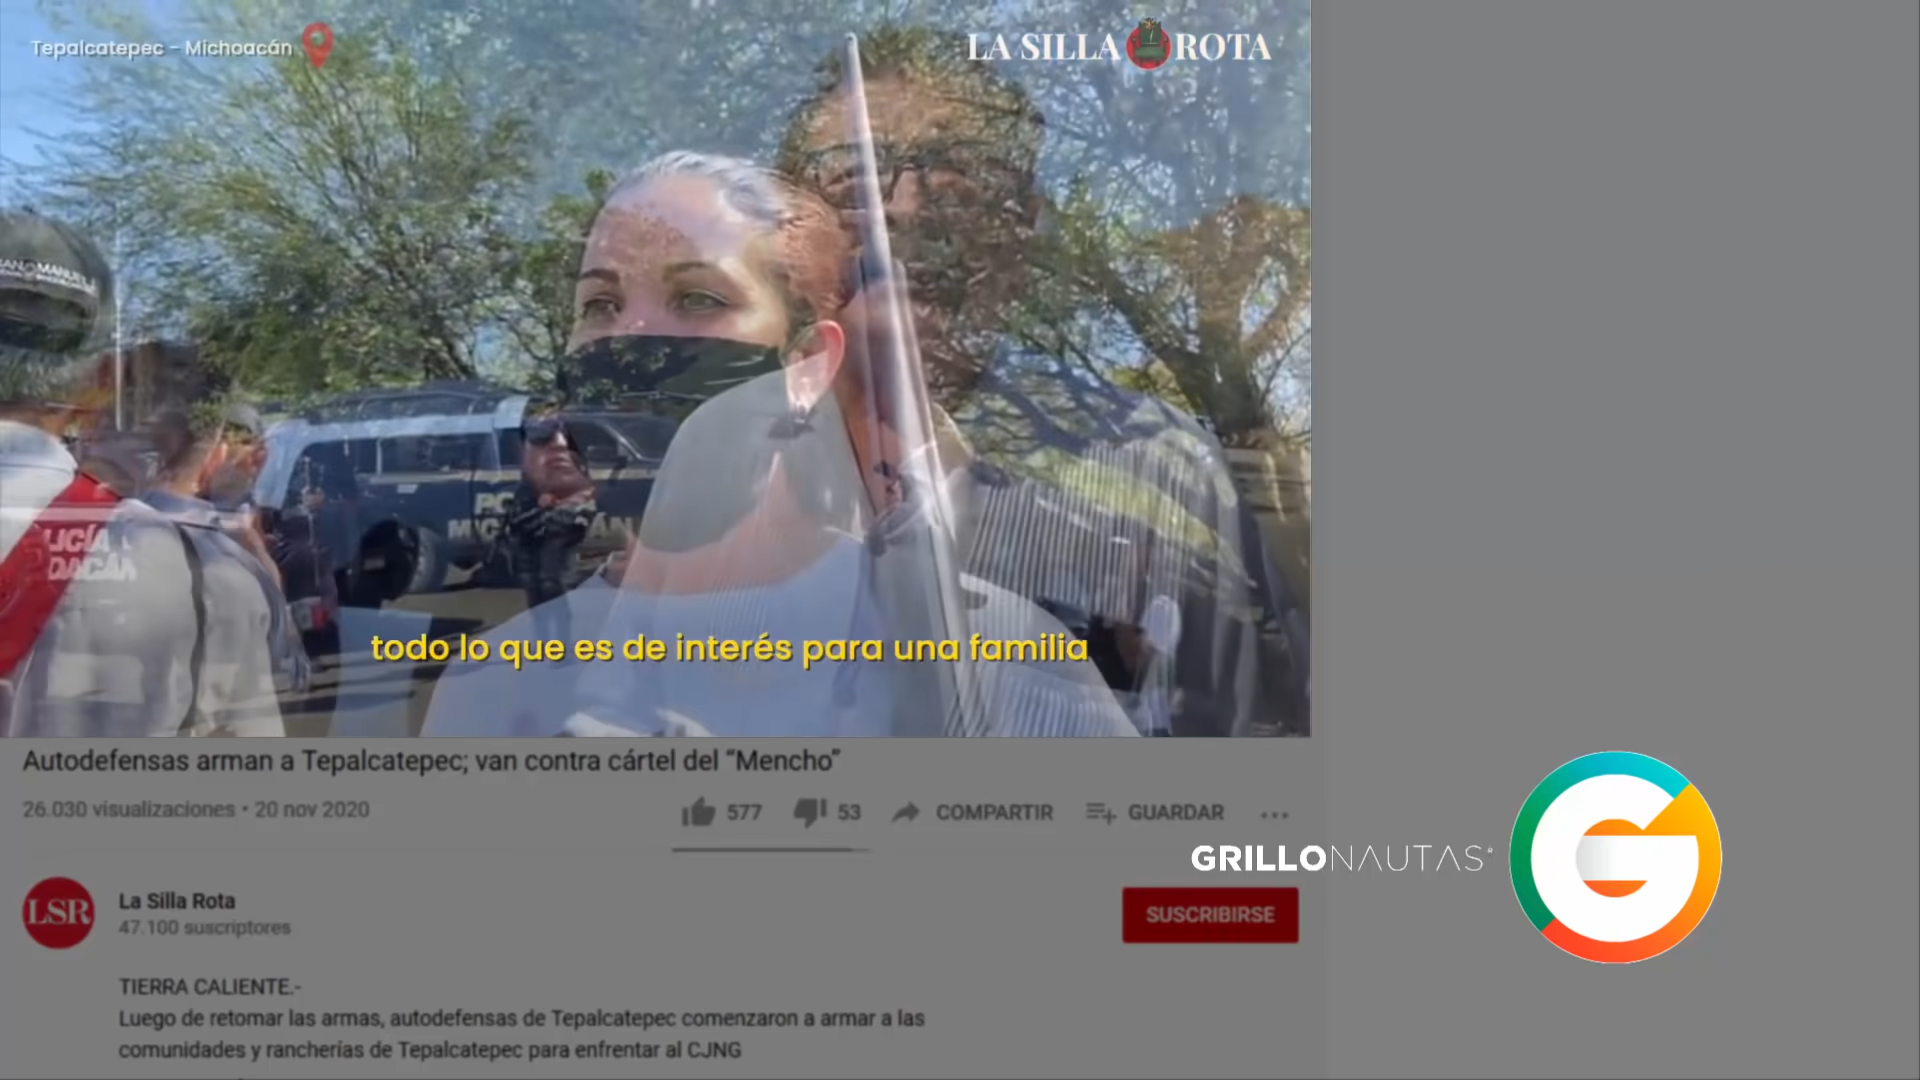 Tepalcatepec - Michoacán
LA SILLA ROTA
todo lo que es de interés para una familia
Autodefensas arman a Tepalcatepec; van contra cártel del “Mencho”
26.030 visualizaciones • 20 nov 2020
577
53
COMPARTIR
GUARDAR
GRILLONAUTAS
LSR
La Silla Rota
47.100 suscriptores
SUSCRIBIRSE
TIERRA CALIENTE.-
Luego de retomar las armas, autodefensas de Tepalcatepec comenzaron a armar a las
comunidades y rancherías de Tepalcatepec para enfrentar al CJNG